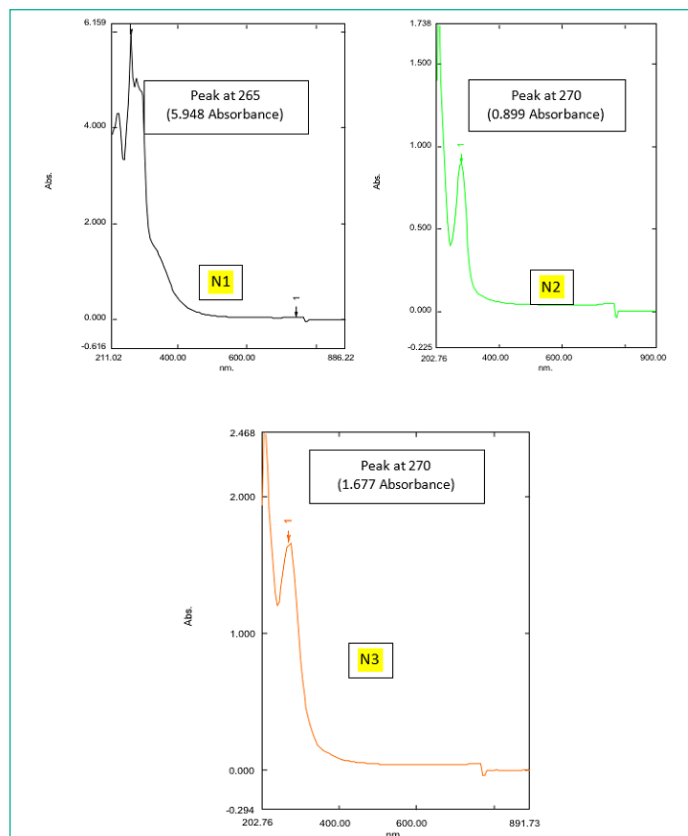 6.159
4.000
2.000
0.000
-0.616
Abs.
211.02
400.00
600.00
886.22
nm.
Peak at 265
(5.948 Absorbance)
N1
1
1.738
1.500
1.000
0.500
0.000
-0.225
Abs.
202.76
400.00
600.00
900.00
nm.
Peak at 270
(0.899 Absorbance)
1
N2
2.468
2.000
1.000
0.000
-0.294
Abs.
202.76
400.00
600.00
891.73
nm.
Peak at 270
(1.677 Absorbance)
1
N3